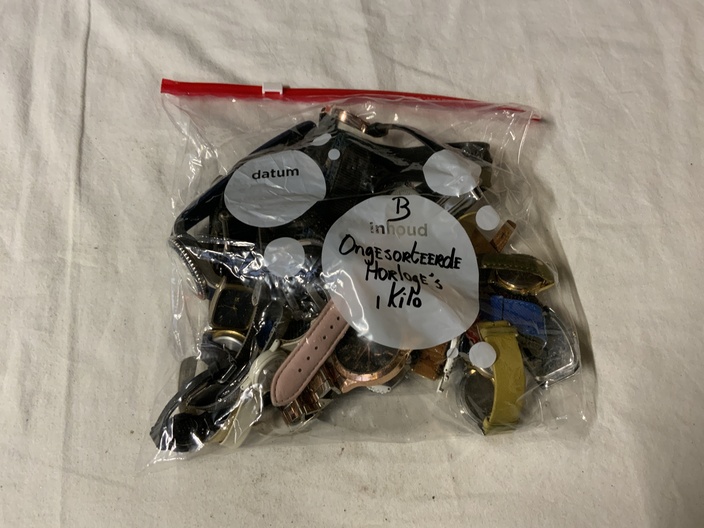 datum
B
inhoud
Ongesorteerde
Horloge's
1 Kilo